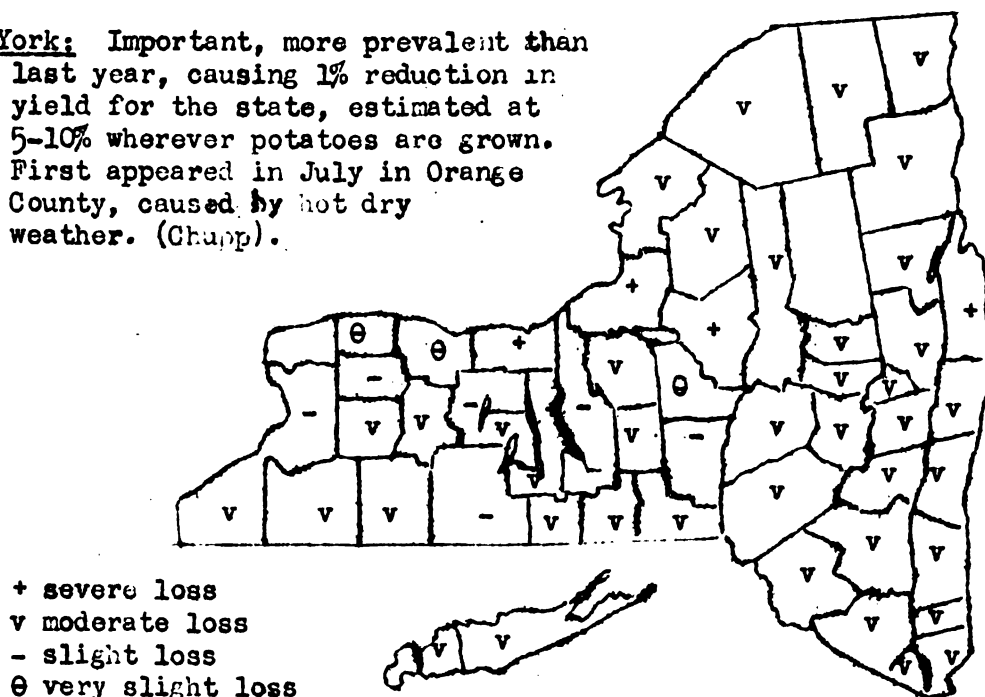 York: Important, more prevalent than
last year, causing 1% reduction in
yield for the state, estimated at
5-10% wherever potatoes are grown.
First appeared in July in Orange
County, caused by hot dry
weather. (Chupp).
v v v
v v
v v v v
+ +
+ v
θ θ + v v
- θ v
- v v - v - v - v v v v
v v v
v v v - v v v
v v
v v
v v
v v
+ severe loss
v moderate loss
- slight loss
θ very slight loss